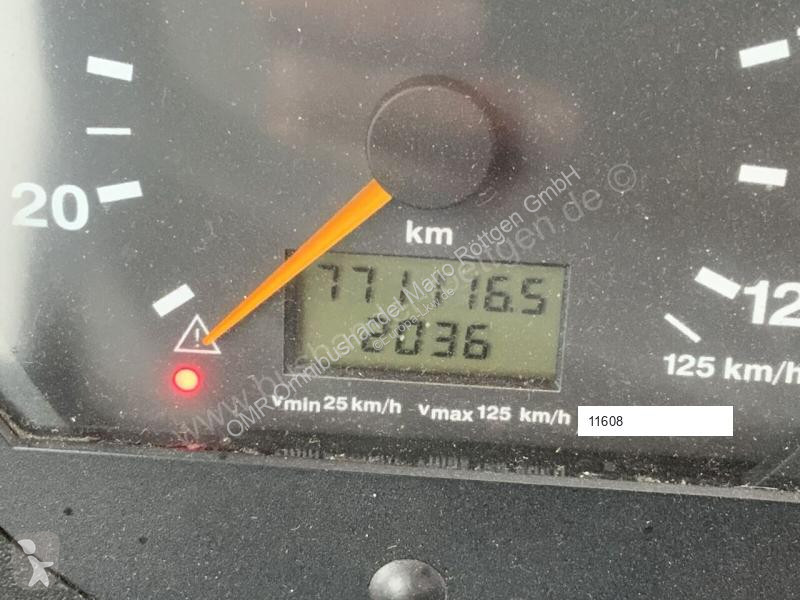 20
km
771116.5
2036
12
125 km/h
vmin 25 km/h vmax 125 km/h
11608
OMR Omnibushandel Mario Röttgen GmbH